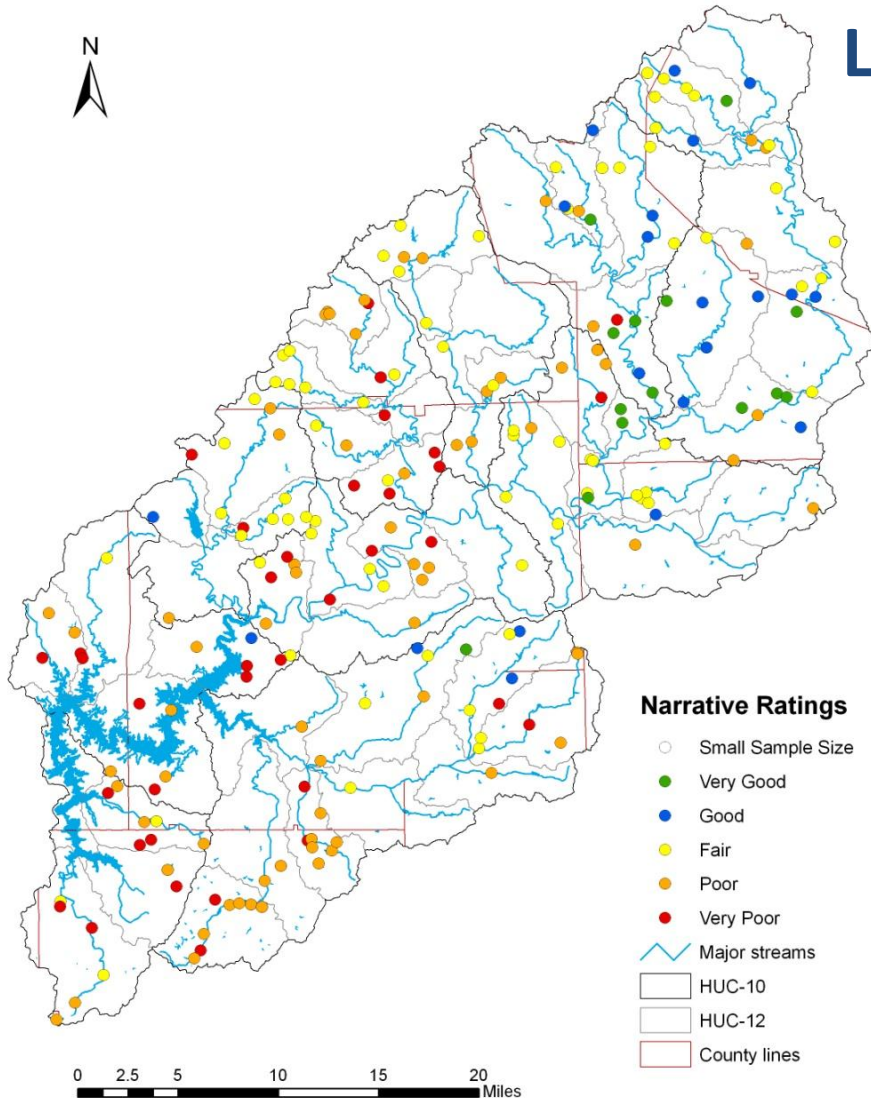 L
N
Narrative Ratings
Small Sample Size
Very Good
Good
Fair
Poor
Very Poor
Major streams
HUC-10
HUC-12
County lines
0 2.5 5 10 15 20
Miles